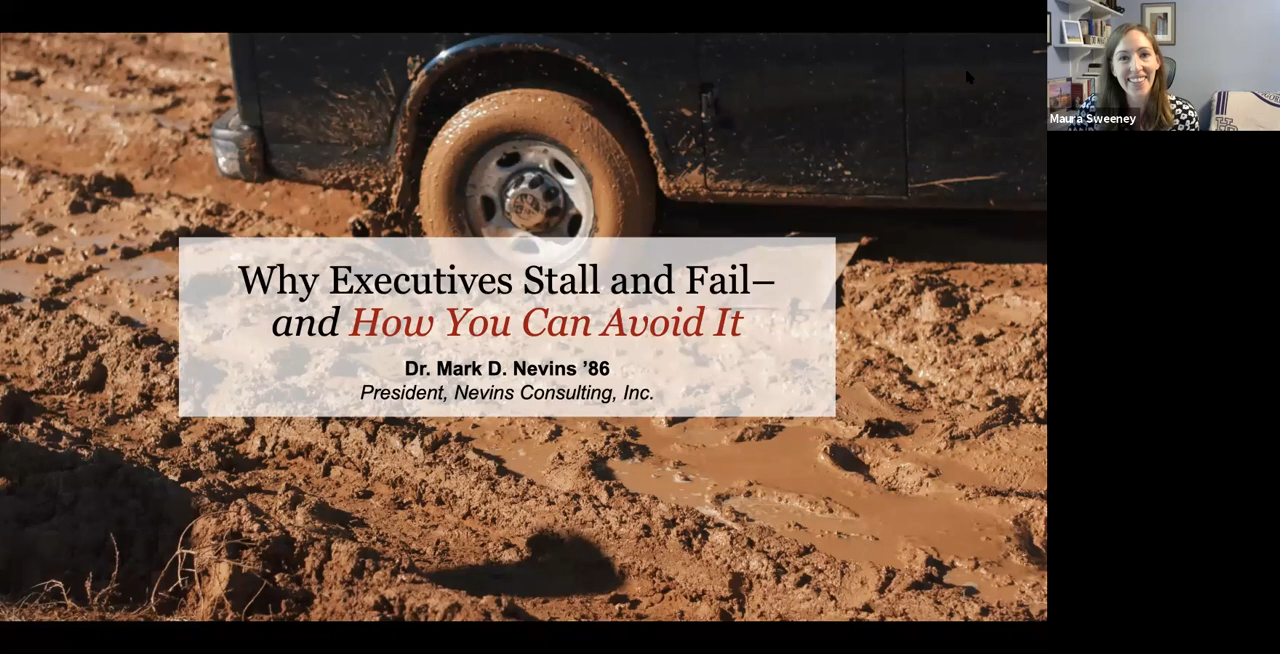 Why Executives Stall and Fail–
and How You Can Avoid It
Dr. Mark D. Nevins ’86
President, Nevins Consulting, Inc.
Maura Sweeney